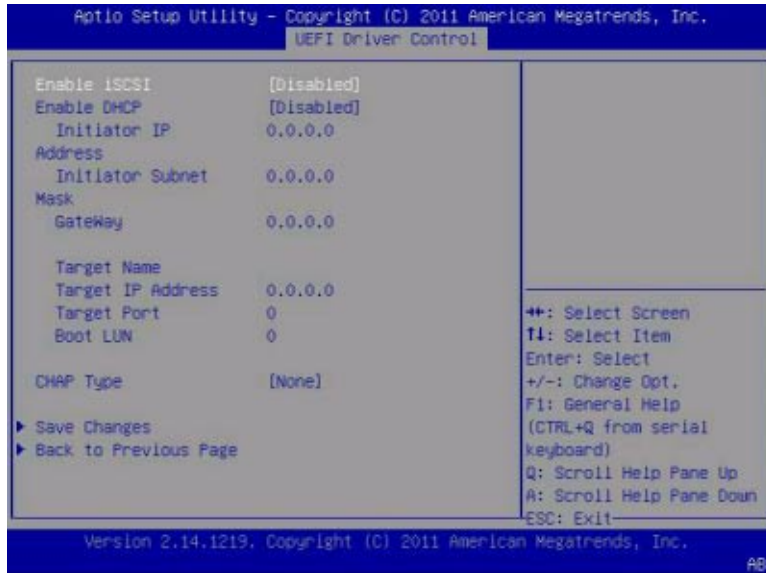 Aptio Setup Utility – Copyright (C) 2011 American Megatrends, Inc.
UEFI Driver Control
Enable iSCSI [Disabled]
Enable DHCP [Disabled]
Initiator IP 0.0.0.0
Address
Initiator Subnet 0.0.0.0
Mask
GateWay 0.0.0.0
Target Name
Target IP Address 0.0.0.0
Target Port 0
Boot LUN 0
CHAP Type [None]
▶ Save Changes
▶ Back to Previous Page
→←: Select Screen
↑↓: Select Item
Enter: Select
+/-: Change Opt.
F1: General Help
(CTRL+Q from serial
keyboard)
Q: Scroll Help Pane Up
A: Scroll Help Pane Down
ESC: Exit
Version 2.14.1219. Copyright (C) 2011 American Megatrends, Inc.
AB